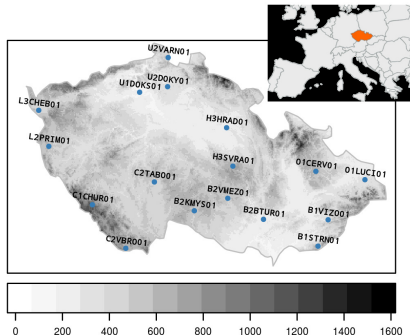 U2VARN01
U2DOKY01
U1DOKS01
L3CHEB01
H3HRAD01
L2PRIM01
H3SVRA01
O1CERV01
O1LUCI01
C2TABO01
C1CHUR01
B2VMEZ01
B2KMYS01
B2BTUR01
B1VIZO01
C2VBRO01
B1STRN01
0 200 400 600 800 1000 1200 1400 1600